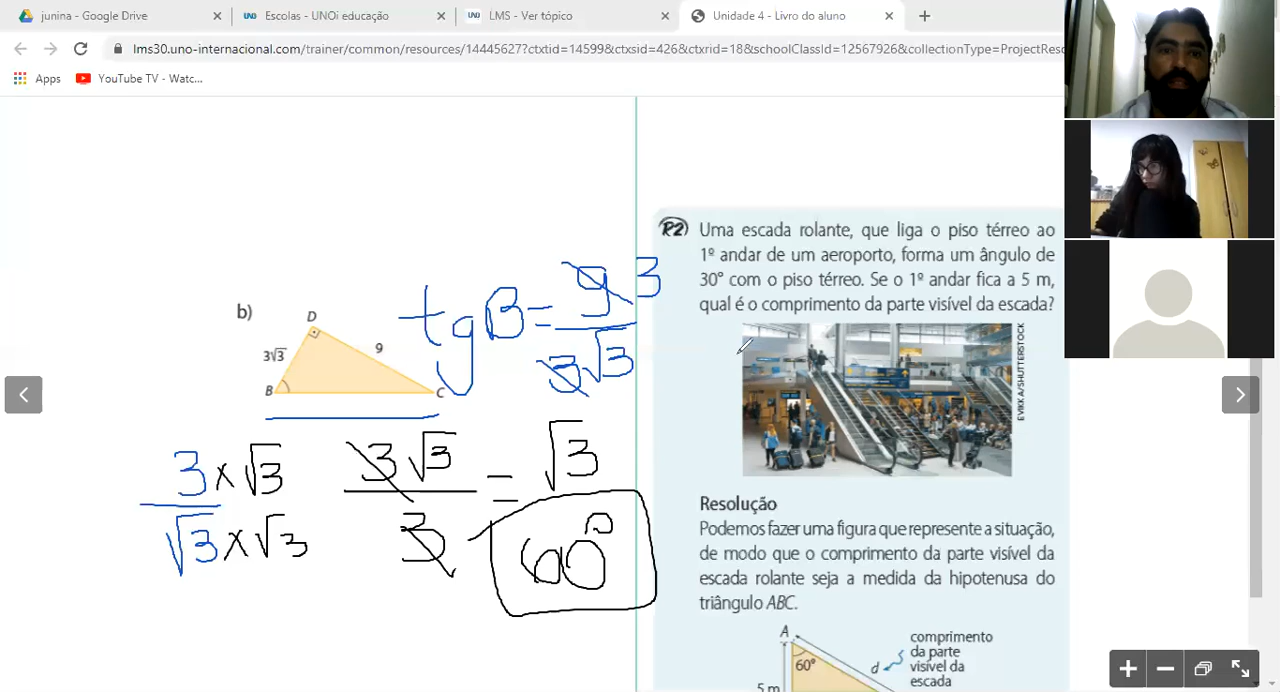 junina - Google Drive
Escolas - UNOi educação
LMS - Ver tópico
Unidade 4 - Livro do aluno
lms30.uno-internacional.com/trainer/common/resources/14445627?ctxtid=14599&ctxsid=426&ctxrid=18&schoolClassId=12567926&collectionType=ProjectReso
Apps
YouTube TV - Watc...
b)
D
3√3
9
B
C
tg B = 9 3
3√3
3 x √3
√3 x √3
3√3 = √3
3
60°
R2 Uma escada rolante, que liga o piso térreo ao
1º andar de um aeroporto, forma um ângulo de
30° com o piso térreo. Se o 1º andar fica a 5 m,
qual é o comprimento da parte visível da escada?
EVIKKA/SHUTTERSTOCK
Resolução
Podemos fazer uma figura que represente a situação,
de modo que o comprimento da parte visível da
escada rolante seja a medida da hipotenusa do
triângulo ABC.
A
60°
5 m
d
comprimento
da parte
visível da
escada